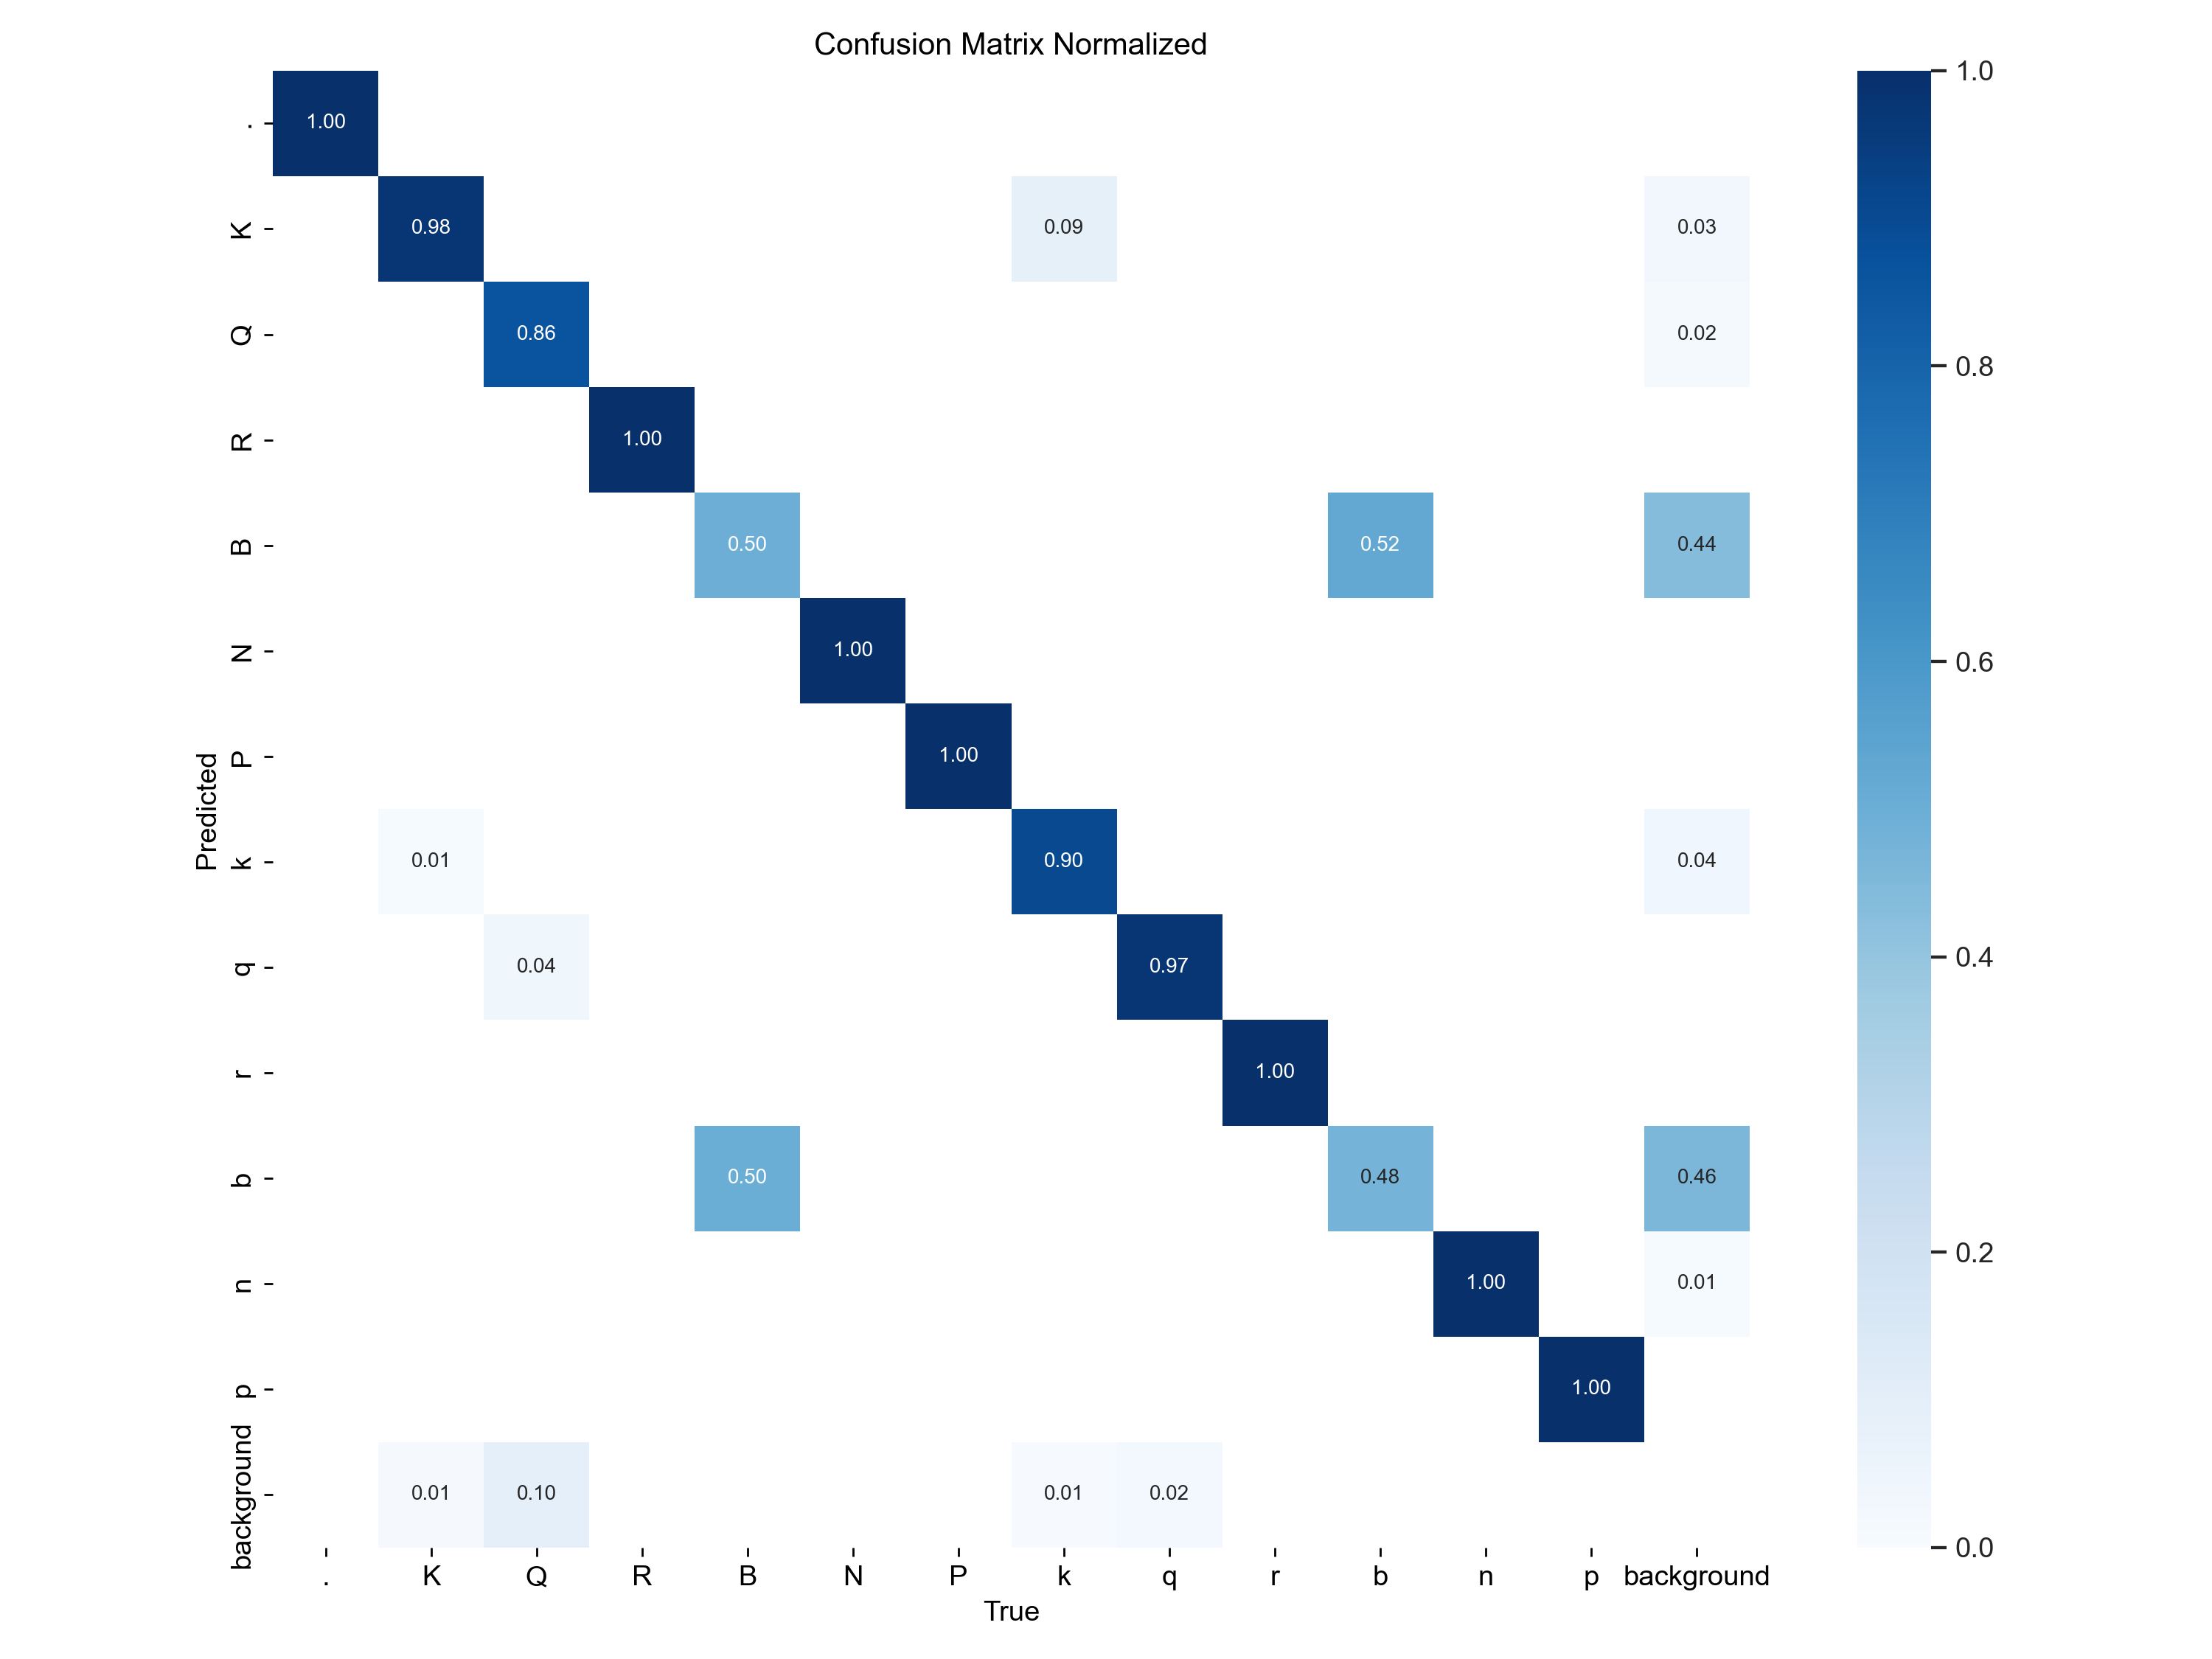 Confusion Matrix Normalized
. 1.00
K 0.98 0.09 0.03
Q 0.86 0.02
R 1.00
B 0.50 0.52 0.44
N 1.00
P 1.00
k 0.01 0.90 0.04
q 0.04 0.97
r 1.00
b 0.50 0.48 0.46
n 1.00 0.01
p 1.00
background 0.01 0.10 0.01 0.02
Predicted
. K Q R B N P k q r b n p background
True
1.0
0.8
0.6
0.4
0.2
0.0